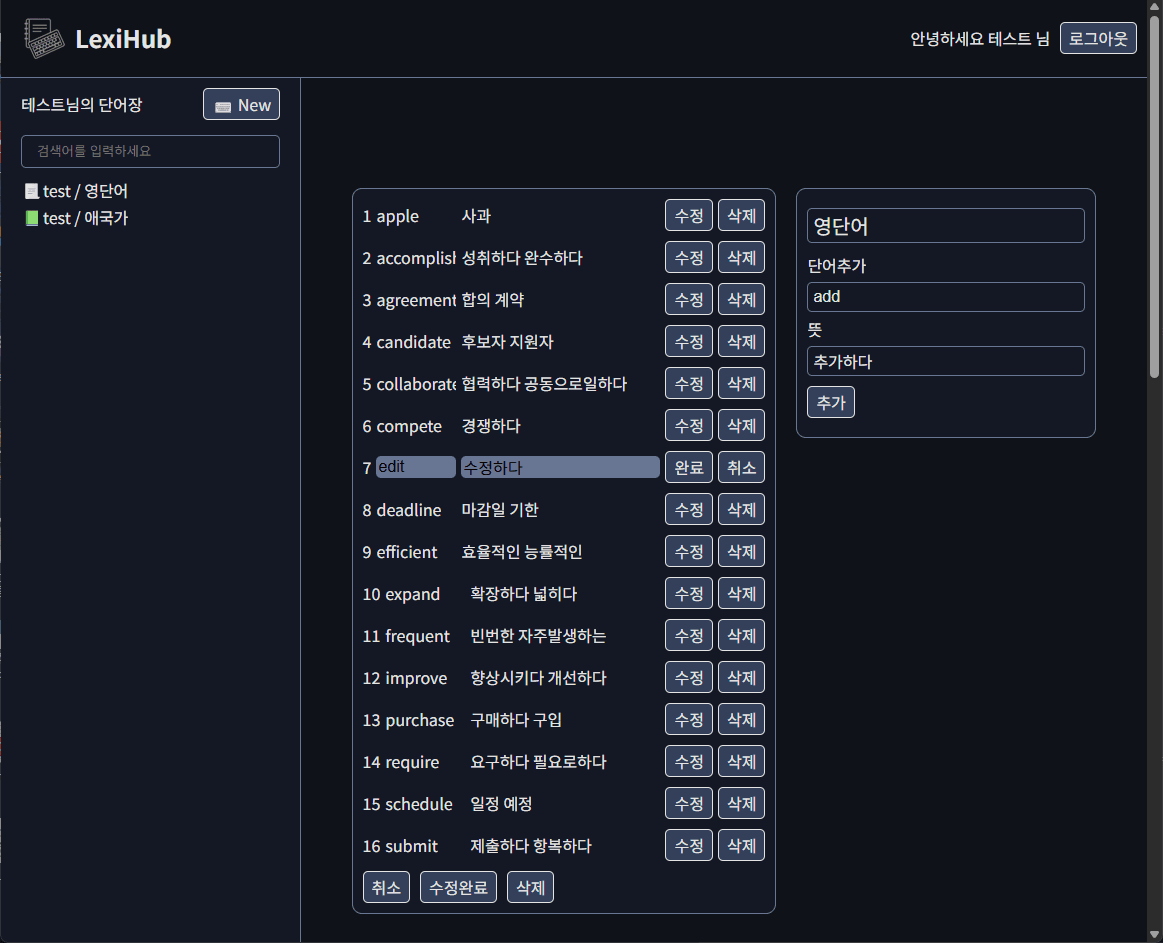 LexiHub
안녕하세요 테스트 님 로그아웃
테스트님의 단어장 New
검색어를 입력하세요
test / 영단어
test / 애국가
1 apple 사과 수정 삭제
2 accomplish 성취하다 완수하다 수정 삭제
3 agreement 합의 계약 수정 삭제
4 candidate 후보자 지원자 수정 삭제
5 collaborate 협력하다 공동으로일하다 수정 삭제
6 compete 경쟁하다 수정 삭제
7 edit 수정하다 완료 취소
8 deadline 마감일 기한 수정 삭제
9 efficient 효율적인 능률적인 수정 삭제
10 expand 확장하다 넓히다 수정 삭제
11 frequent 빈번한 자주발생하는 수정 삭제
12 improve 향상시키다 개선하다 수정 삭제
13 purchase 구매하다 구입 수정 삭제
14 require 요구하다 필요로하다 수정 삭제
15 schedule 일정 예정 수정 삭제
16 submit 제출하다 항복하다 수정 삭제
취소 수정완료 삭제
영단어
단어추가
add
뜻
추가하다
추가